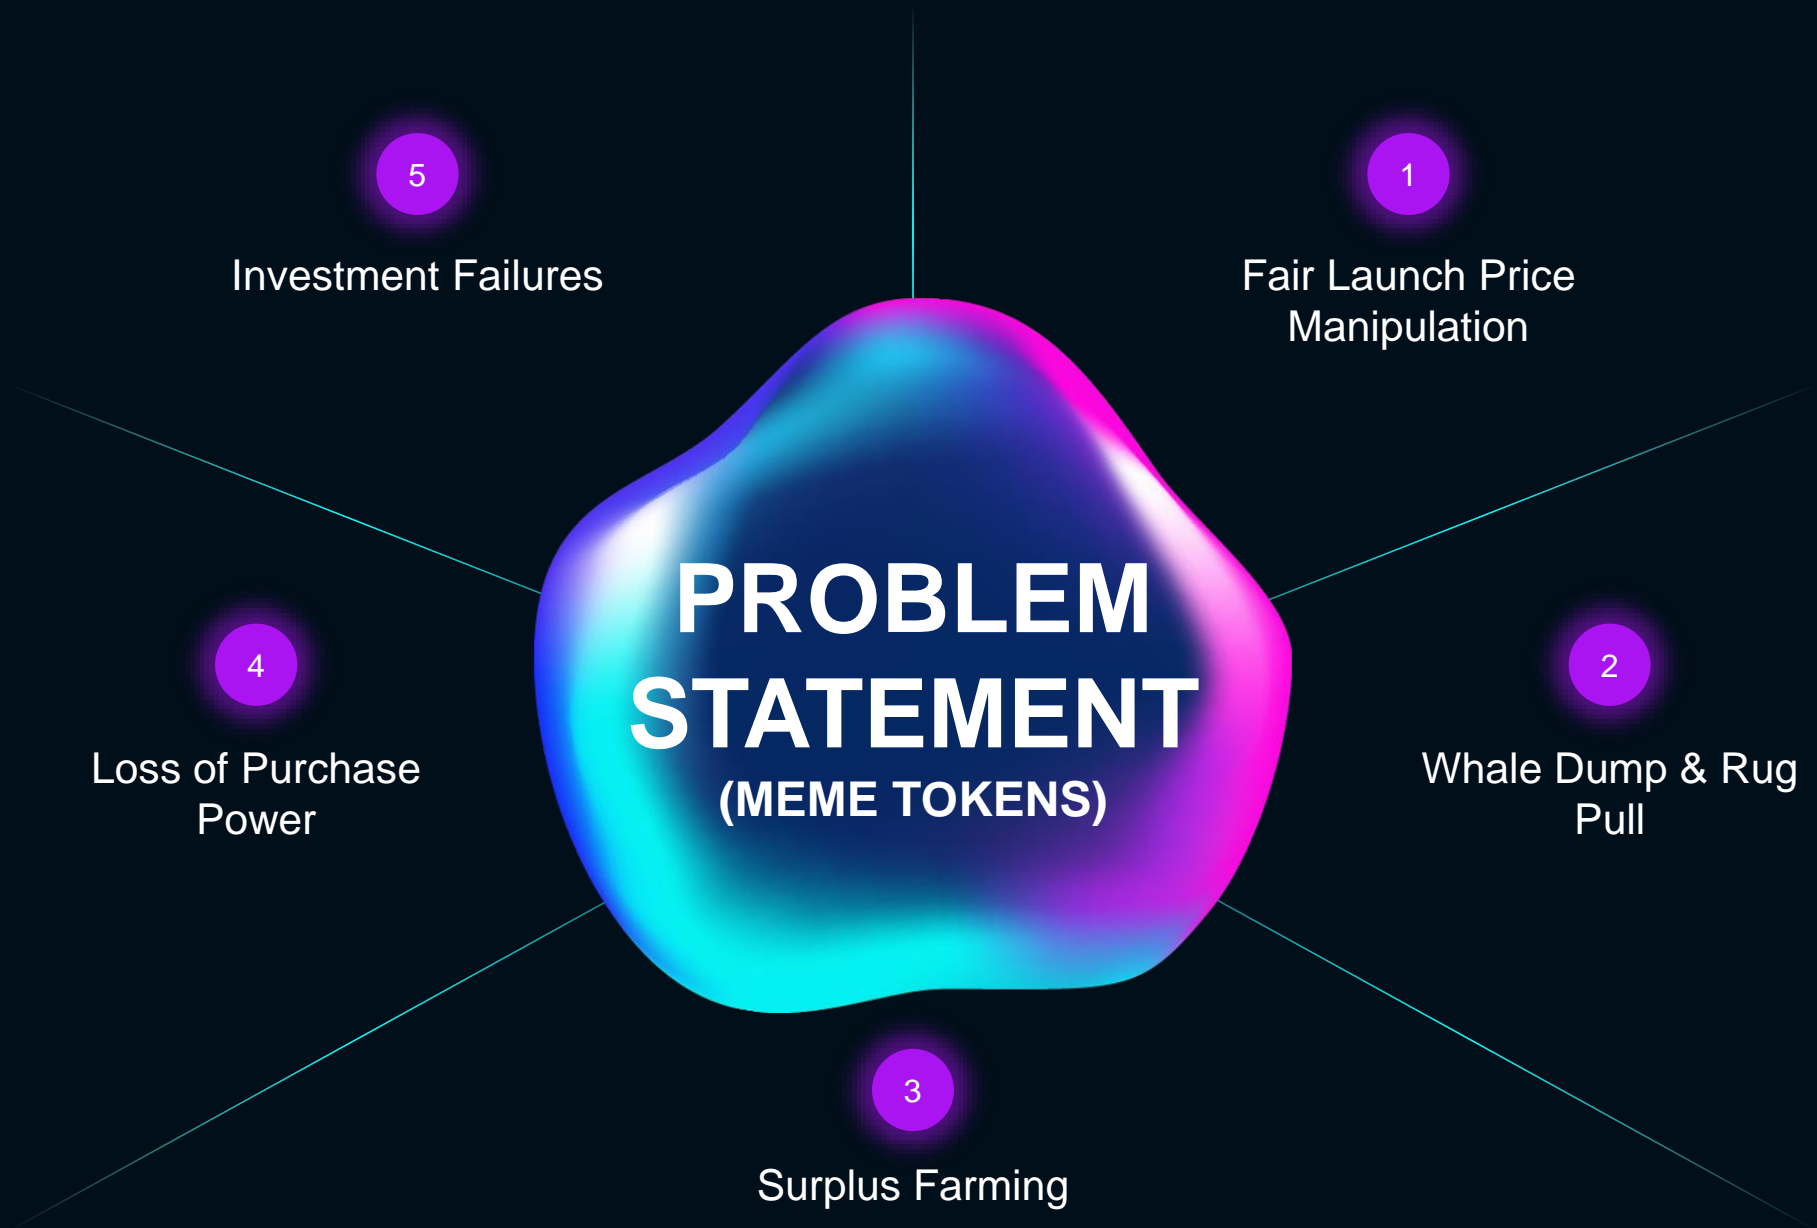 PROBLEM
STATEMENT
(MEME TOKENS)
1
Fair Launch Price
Manipulation
2
Whale Dump & Rug
Pull
3
Surplus Farming
4
Loss of Purchase
Power
5
Investment Failures